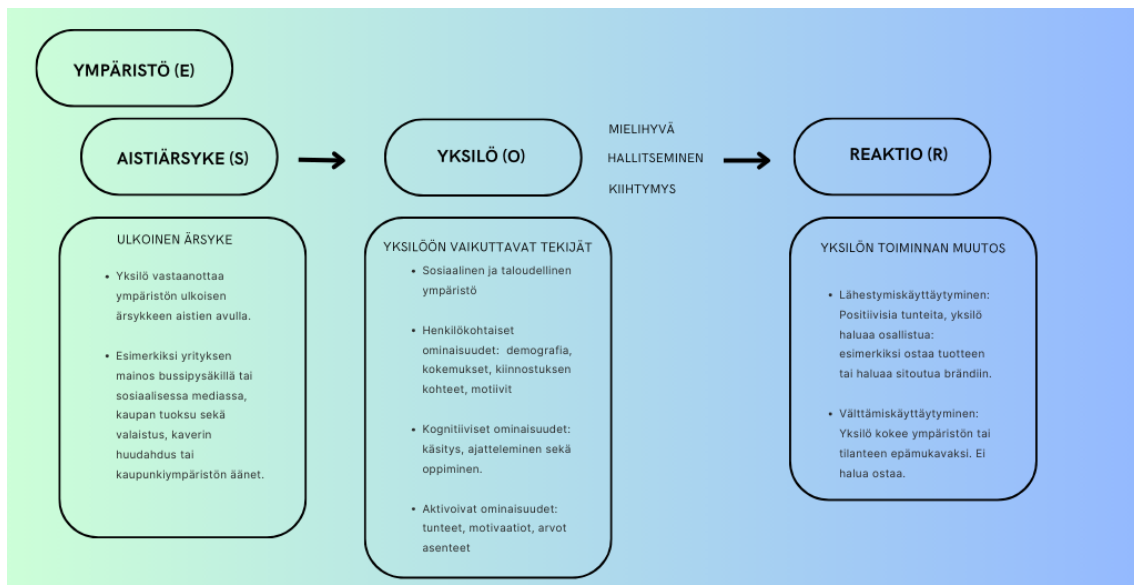 YMPÄRISTÖ (E)
AISTIÄRSYKE (S)
YKSILÖ (O)
MIELIHYVÄ
HALLITSEMINEN
KIIHTYMYS
REAKTIO (R)
ULKOINEN ÄRSYKE
• Yksilö vastaanottaa
ympäristön ulkoisen
ärsykkeen aistien avulla.
• Esimerkiksi yrityksen
mainos bussipysäkillä tai
sosiaalisessa mediassa,
kaupan tuoksu sekä
valaistus, kaverin
huudahdus tai
kaupunkiympäristön äänet.
YKSILÖÖN VAIKUTTAVAT TEKIJÄT
• Sosiaalinen ja taloudellinen
ympäristö
• Henkilökohtaiset
ominaisuudet: demografia,
kokemukset, kiinnostuksen
kohteet, motiivit
• Kognitiiviset ominaisuudet:
käsitys, ajatteleminen sekä
oppiminen.
• Aktivoivat ominaisuudet:
tunteet, motivaatiot, arvot
asenteet
YKSILÖN TOIMINNAN MUUTOS
• Lähestymiskäyttäytyminen:
Positiivisia tunteita, yksilö
haluaa osallistua:
esimerkiksi ostaa tuotteen
tai haluaa sitoutua brändiin.
• Välttämiskäyttäytyminen:
Yksilö kokee ympäristön tai
tilanteen epämukavaksi. Ei
halua ostaa.